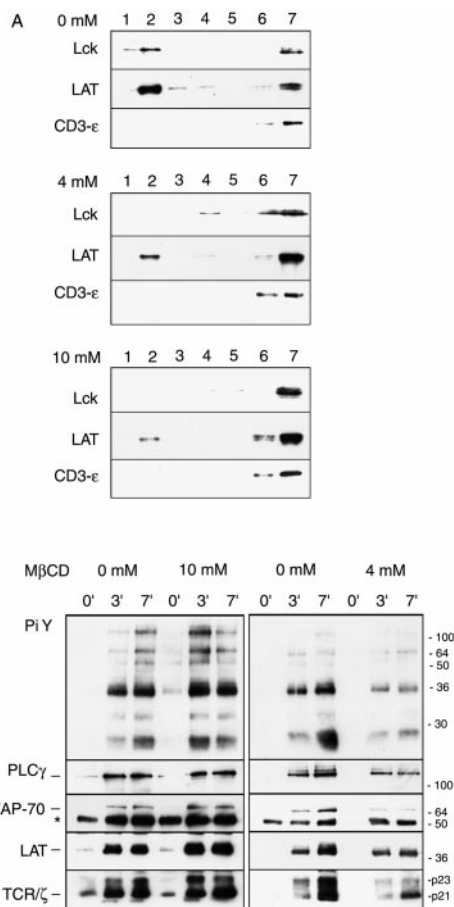 A 0 mM 1 2 3 4 5 6 7
Lck
LAT
CD3-ε
4 mM 1 2 3 4 5 6 7
Lck
LAT
CD3-ε
10 mM 1 2 3 4 5 6 7
Lck
LAT
CD3-ε
MβCD 0 mM 10 mM 0 mM 4 mM
0' 3' 7' 0' 3' 7' 0' 3' 7' 0' 3' 7'
Pi Y
- 100
- 64
- 50
- 36
- 30
PLCγ –
- 100
AP-70 –
- 64
*
- 50
LAT –
- 36
TCR/ζ –
-p23
-p21